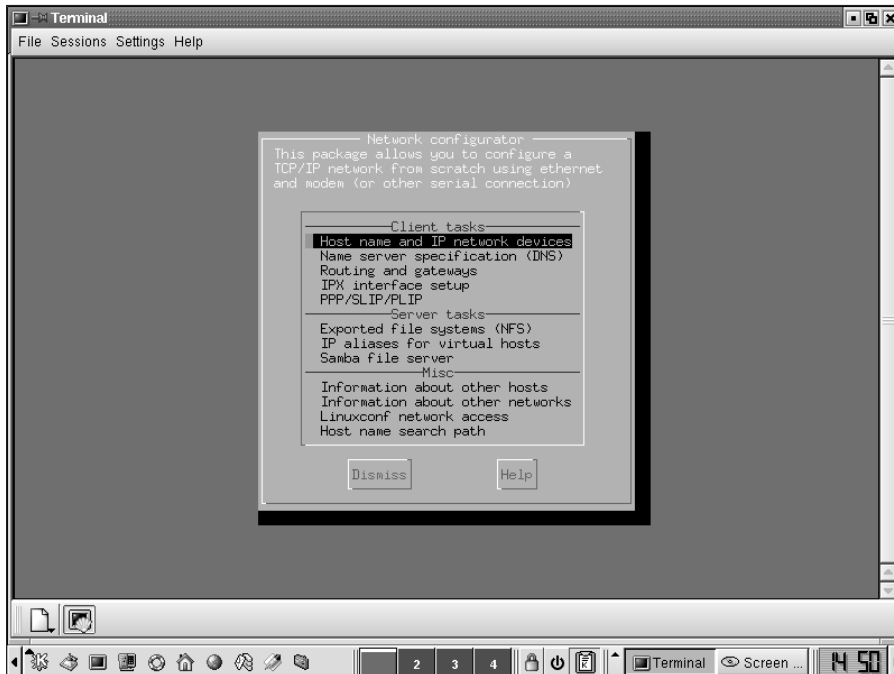 Terminal
File Sessions Settings Help
Network configurator
This package allows you to configure a
TCP/IP network from scratch using ethernet
and modem (or other serial connection)
Client tasks
Host name and IP network devices
Name server specification (DNS)
Routing and gateways
IPX interface setup
PPP/SLIP/PLIP
Server tasks
Exported file systems (NFS)
IP aliases for virtual hosts
Samba file server
Misc
Information about other hosts
Information about other networks
Linuxconf network access
Host name search path
Dismiss Help
2 3 4 Terminal Screen ... 14 50